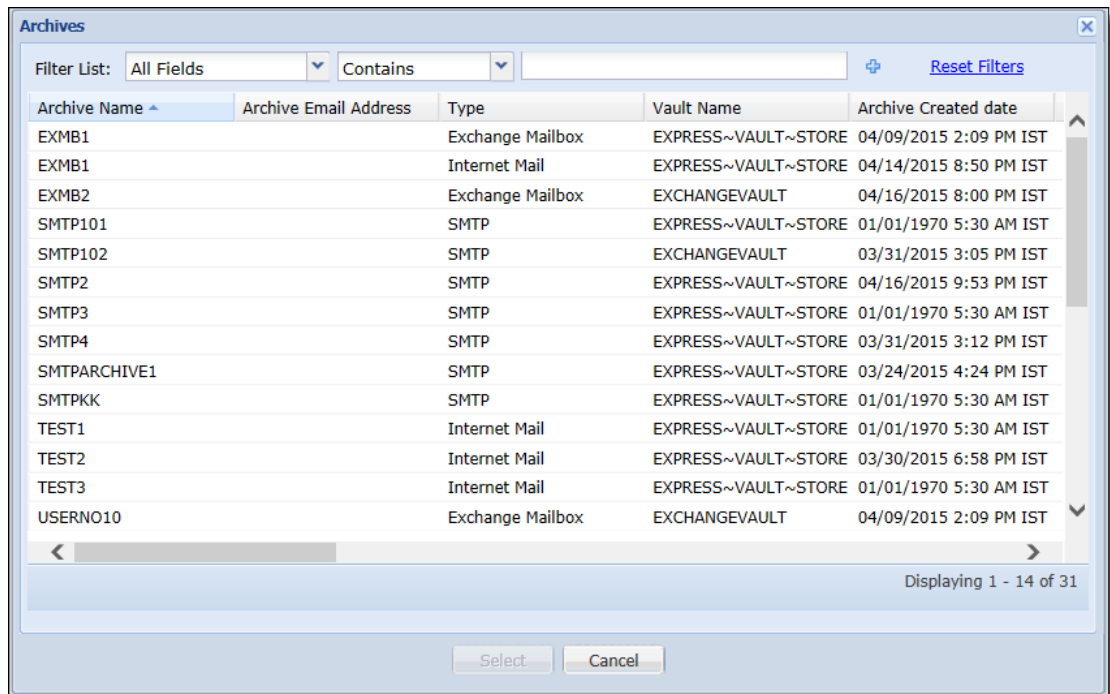 Archives
Filter List: All Fields Contains Reset Filters
Archive Name Archive Email Address Type Vault Name Archive Created date
EXMB1 Exchange Mailbox EXPRESS~VAULT~STORE 04/09/2015 2:09 PM IST
EXMB1 Internet Mail EXPRESS~VAULT~STORE 04/14/2015 8:50 PM IST
EXMB2 Exchange Mailbox EXCHANGEVAULT 04/16/2015 8:00 PM IST
SMTP101 SMTP EXPRESS~VAULT~STORE 01/01/1970 5:30 AM IST
SMTP102 SMTP EXCHANGEVAULT 03/31/2015 3:05 PM IST
SMTP2 SMTP EXPRESS~VAULT~STORE 04/16/2015 9:53 PM IST
SMTP3 SMTP EXPRESS~VAULT~STORE 01/01/1970 5:30 AM IST
SMTP4 SMTP EXPRESS~VAULT~STORE 03/31/2015 3:12 PM IST
SMTPARCHIVE1 SMTP EXPRESS~VAULT~STORE 03/24/2015 4:24 PM IST
SMTPKK SMTP EXPRESS~VAULT~STORE 01/01/1970 5:30 AM IST
TEST1 Internet Mail EXPRESS~VAULT~STORE 01/01/1970 5:30 AM IST
TEST2 Internet Mail EXPRESS~VAULT~STORE 03/30/2015 6:58 PM IST
TEST3 Internet Mail EXPRESS~VAULT~STORE 01/01/1970 5:30 AM IST
USERNO10 Exchange Mailbox EXCHANGEVAULT 04/09/2015 2:09 PM IST
Displaying 1 - 14 of 31
Select Cancel